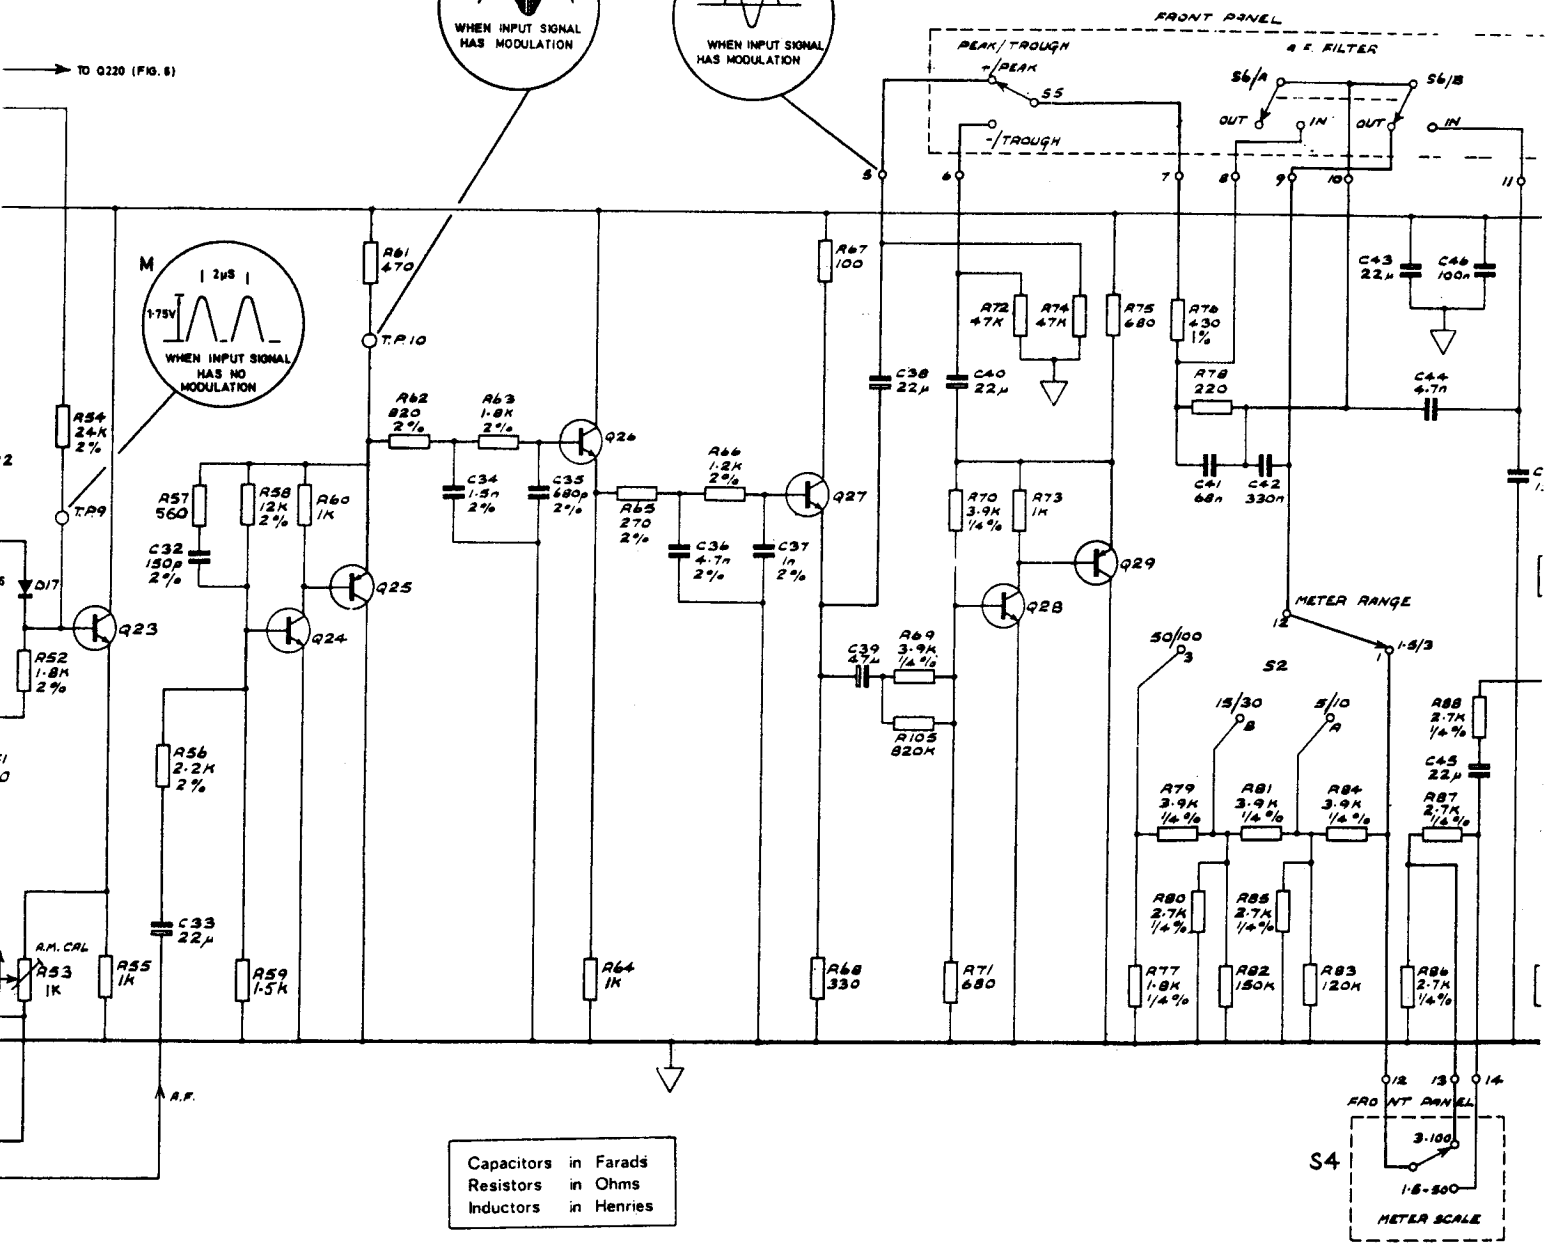 WHEN INPUT SIGNAL
HAS MODULATION
WHEN INPUT SIGNAL
HAS MODULATION
FRONT PANEL
PEAK/TROUGH
+/PEAK
S5
-/TROUGH
A.F. FILTER
S6/A
S6/B
OUT
IN
OUT
IN
TO Q220 (FIG. 6)
5
6
7
8
9
10
11
M
2µS
1·75V
WHEN INPUT SIGNAL
HAS NO
MODULATION
R61
470
T.P.10
R67
100
R72
47K
R74
47K
R75
680
R76
430
1%
C43
22µ
C46
100n
R54
24K
2%
T.P.9
R62
820
2%
R63
1.8K
2%
Q26
C38
22µ
C40
22µ
R78
220
C44
4.7n
R57
560
R58
12K
2%
R60
1K
C34
1.5n
2%
C35
680p
2%
R66
1.2K
2%
Q27
R65
270
2%
C41
68n
C42
330n
C32
150p
2%
C36
4.7n
2%
C37
1n
2%
R70
3.9K
1/4%
R73
1K
Q29
D17
Q25
Q23
Q24
Q28
R52
1.8K
2%
C39
47µ
R69
3.9K
1/4%
R105
820K
METER RANGE
12
50/100
3
1.5/3
1
S2
15/30
B
5/10
A
R88
2.7K
1/4%
C45
22µ
R56
2.2K
2%
R79
3.9K
1/4%
R81
3.9K
1/4%
R84
3.9K
1/4%
R87
2.7K
1/4%
C33
22µ
R80
2.7K
1/4%
R85
2.7K
1/4%
A.M. CAL
R53
1K
R55
1K
R59
1.5K
R64
1K
R68
330
R71
680
R77
1.8K
1/4%
R82
150K
R83
120K
R86
2.7K
1/4%
A.F.
12
13
14
FRONT PANEL
3-100
S4
1.5-50
METER SCALE
Capacitors in Farads
Resistors in Ohms
Inductors in Henries